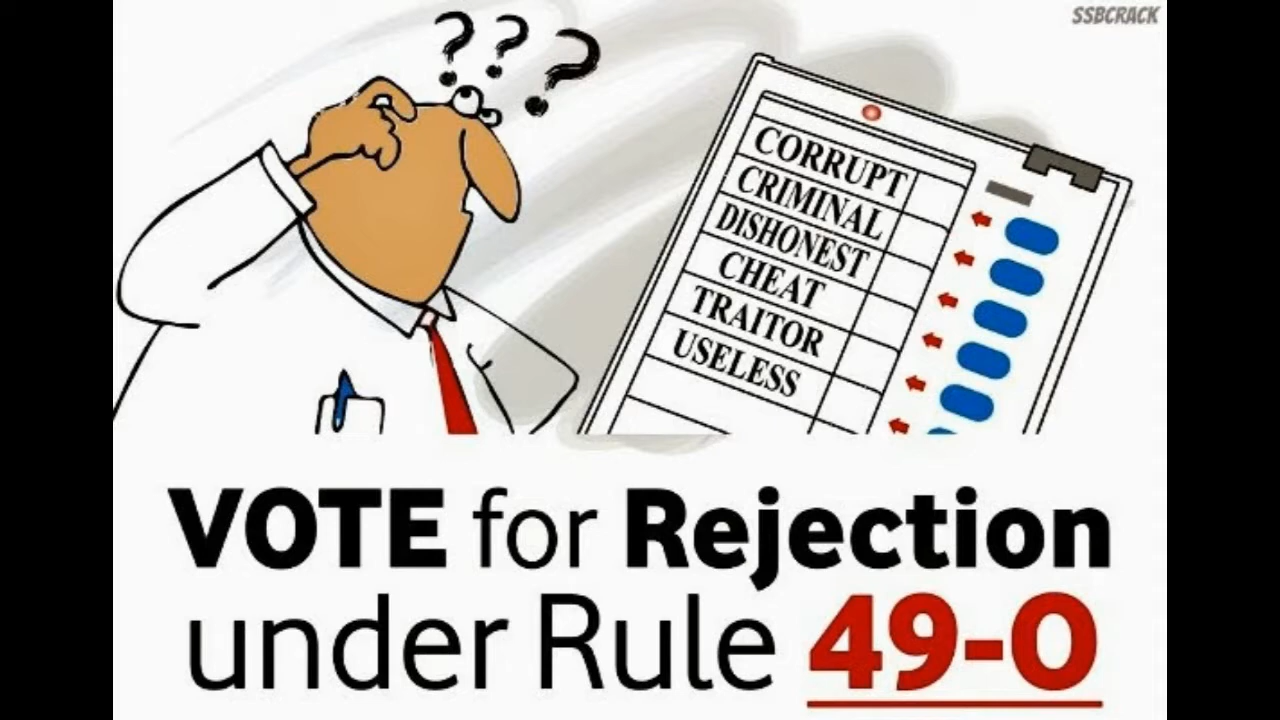 SSBCRACK
???
CORRUPT
CRIMINAL
DISHONEST
CHEAT
TRAITOR
USELESS
VOTE for Rejection
under Rule 49-O